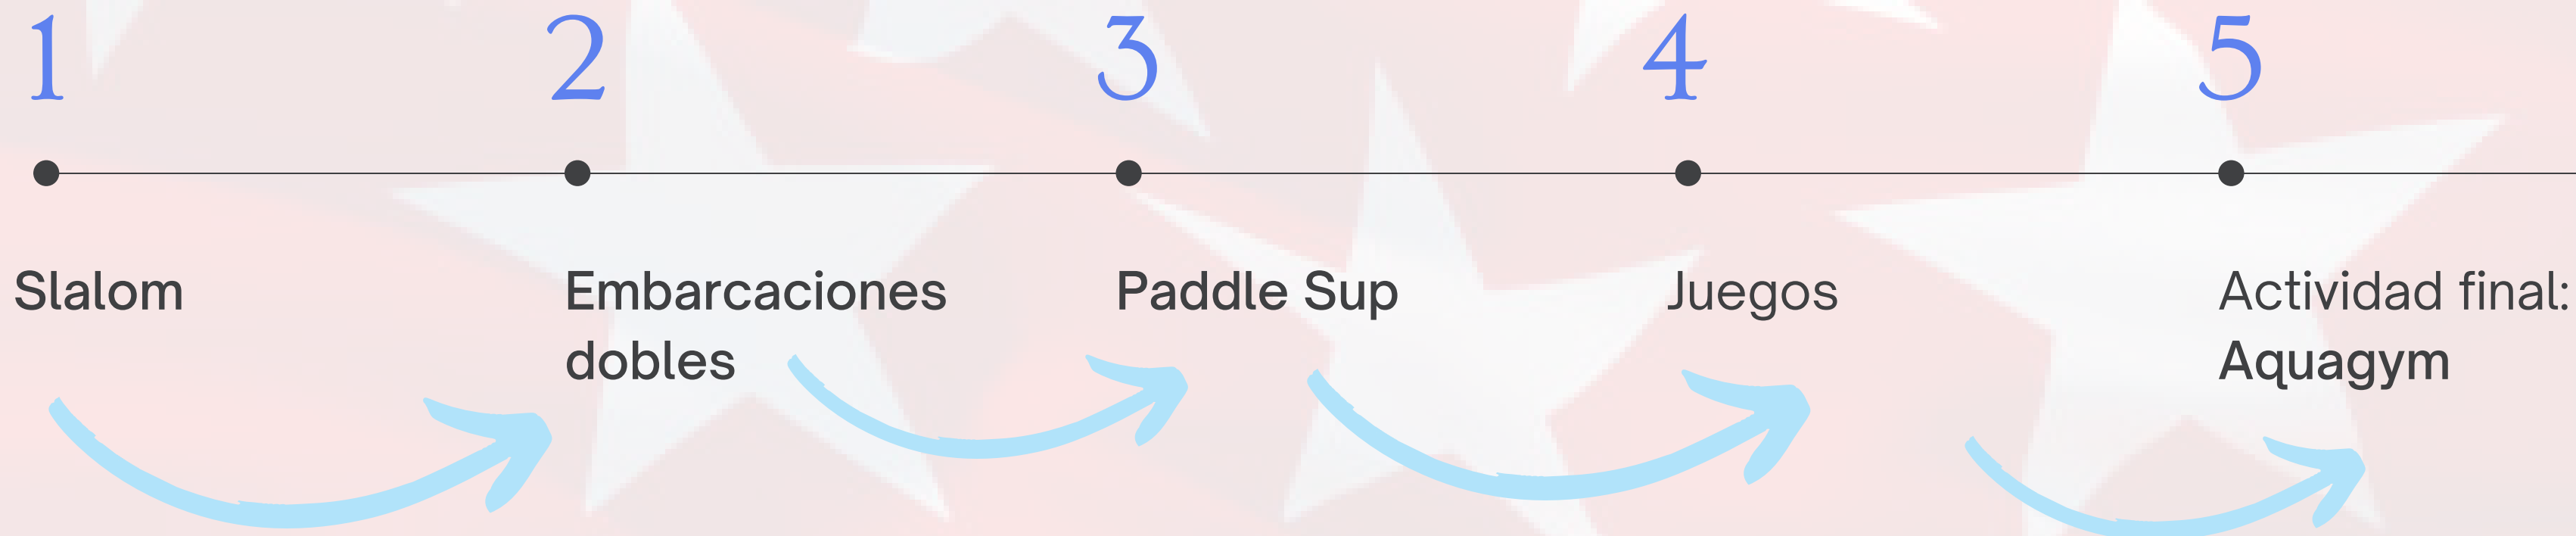 1 2 3 4 5
Slalom
Embarcaciones
dobles
Paddle Sup
Juegos
Actividad final:
Aquagym